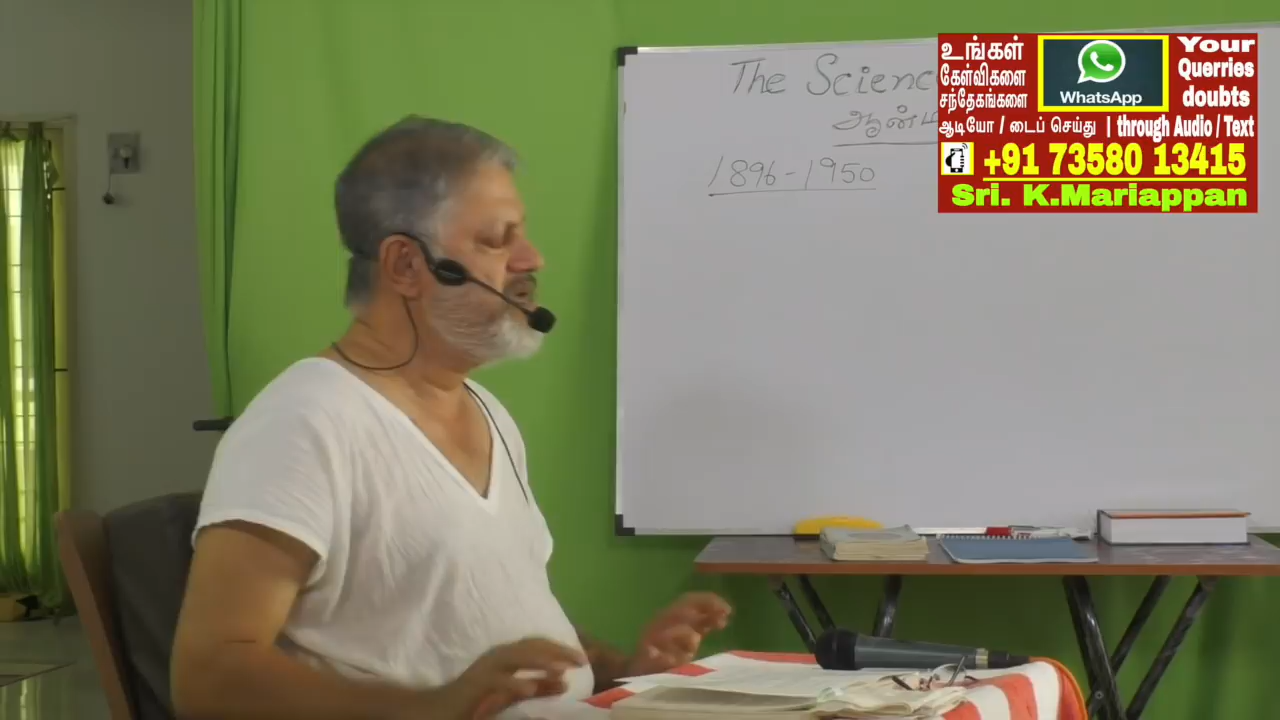 The Scienc
ஆன்ம
1896-1950
உங்கள்
கேள்விகளை
சந்தேகங்களை
WhatsApp
Your
Querries
doubts
ஆடியோ / டைப் செய்து | through Audio / Text
+91 73580 13415
Sri. K.Mariappan